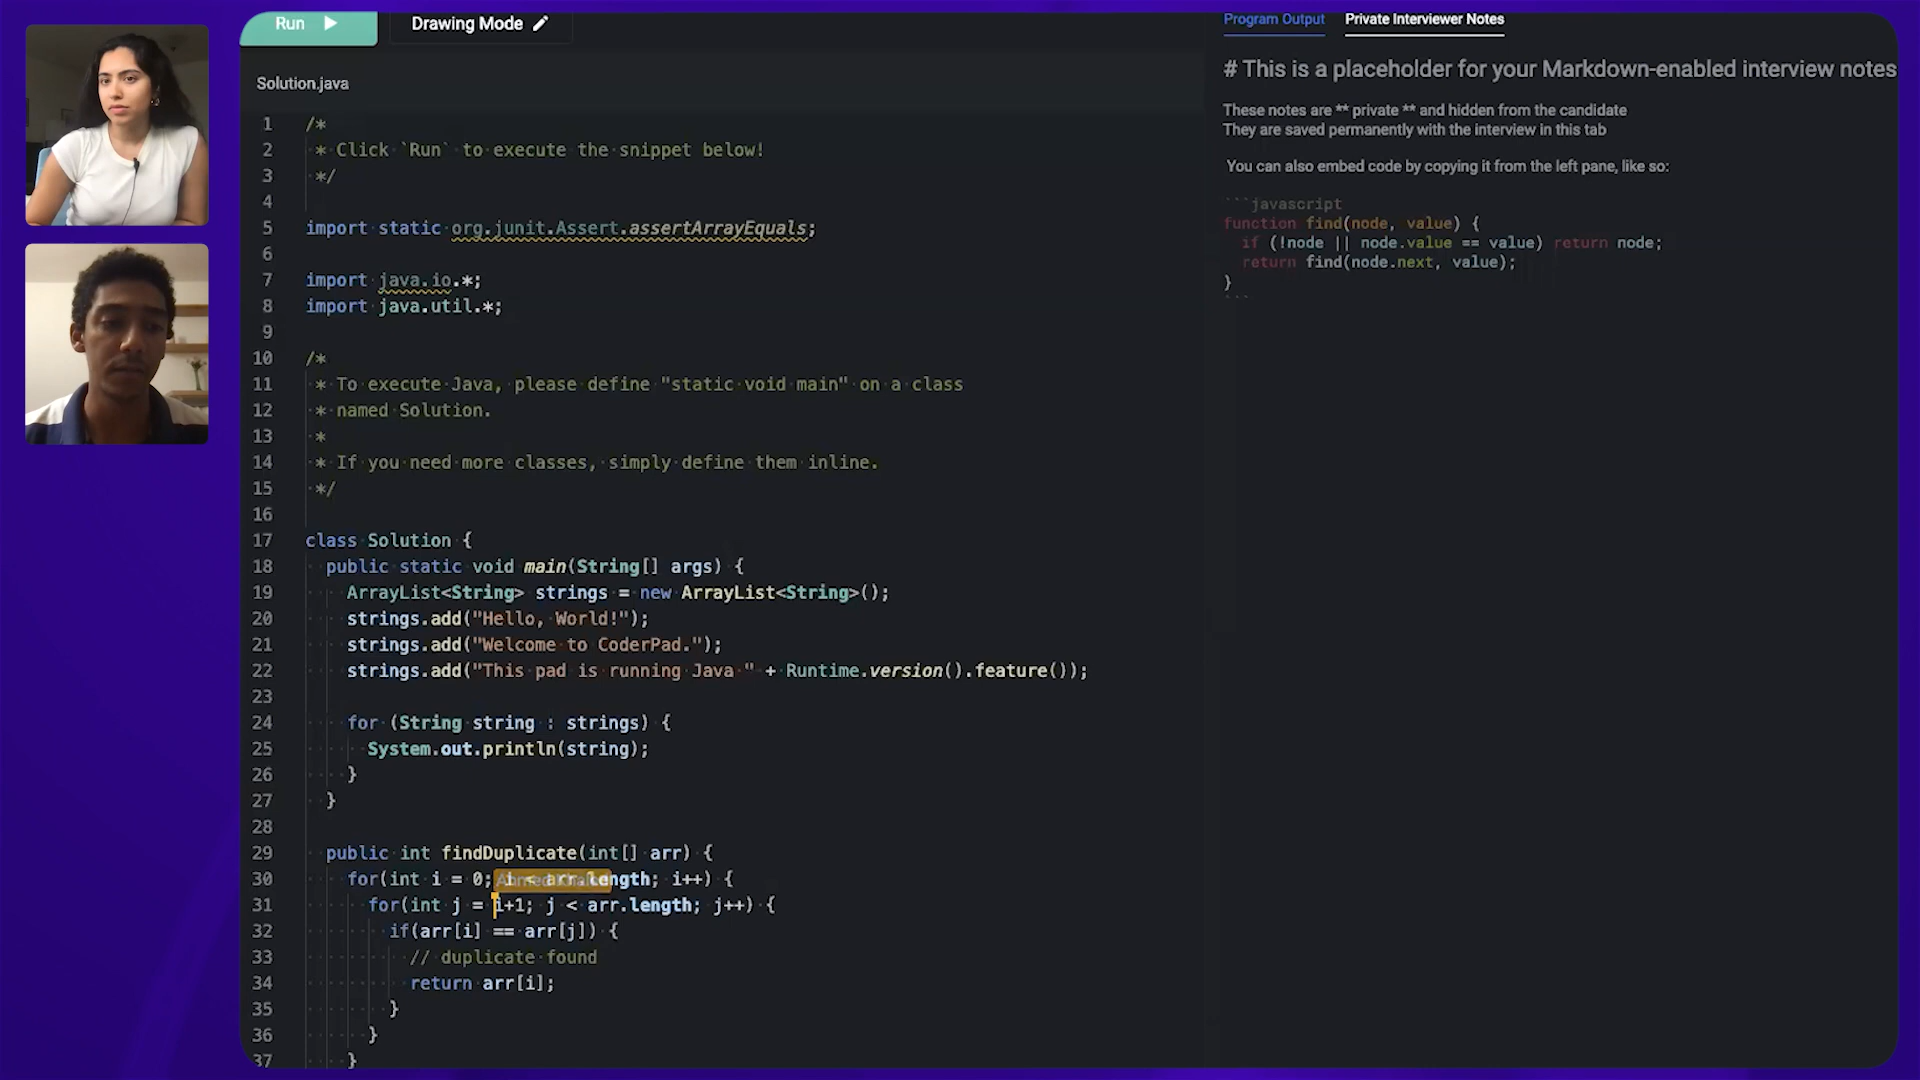 Run
Drawing Mode
Program Output
Private Interviewer Notes
Solution.java
1 /*
2 * Click `Run` to execute the snippet below!
3 */
4
5 import static org.junit.Assert.assertArrayEquals;
6
7 import java.io.*;
8 import java.util.*;
9
10 /*
11 * To execute Java, please define "static void main" on a class
12 * named Solution.
13 *
14 * If you need more classes, simply define them inline.
15 */
16
17 class Solution {
18 public static void main(String[] args) {
19 ArrayList<String> strings = new ArrayList<String>();
20 strings.add("Hello, World!");
21 strings.add("Welcome to CoderPad.");
22 strings.add("This pad is running Java " + Runtime.version().feature());
23
24 for (String string : strings) {
25 System.out.println(string);
26 }
27 }
28
29 public int findDuplicate(int[] arr) {
30 for(int i = 0; i < arr.length; i++) {
31 for(int j = i+1; j < arr.length; j++) {
32 if(arr[i] == arr[j]) {
33 // duplicate found
34 return arr[i];
35 }
36 }
37 }
# This is a placeholder for your Markdown-enabled interview notes
These notes are ** private ** and hidden from the candidate
They are saved permanently with the interview in this tab
You can also embed code by copying it from the left pane, like so:
```javascript
function find(node, value) {
if (!node || node.value == value) return node;
return find(node.next, value);
}
```